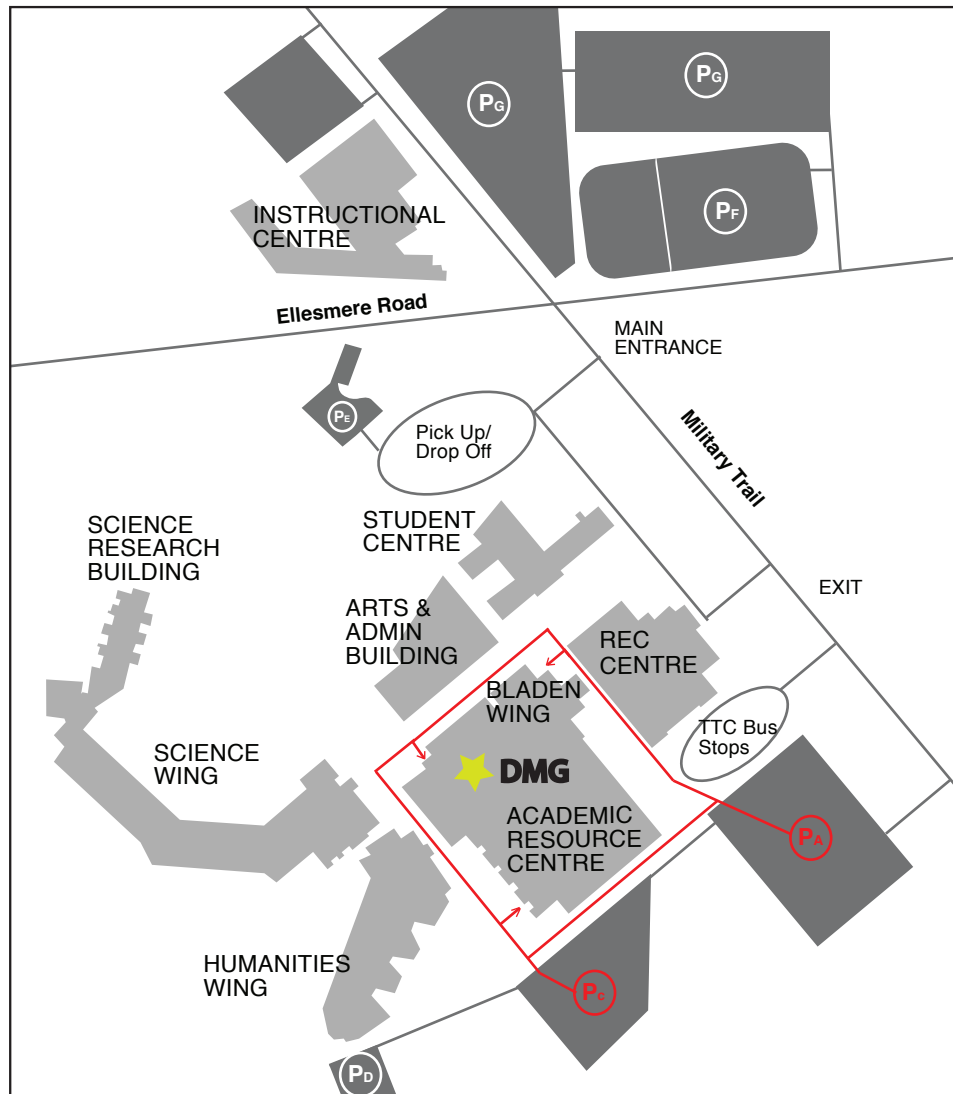 PG
PG
PF
INSTRUCTIONAL
CENTRE
Ellesmere Road
MAIN
ENTRANCE
PE
Pick Up/
Drop Off
Military Trail
STUDENT
CENTRE
SCIENCE
RESEARCH
BUILDING
EXIT
ARTS &
ADMIN
BUILDING
REC
CENTRE
BLADEN
WING
TTC Bus
Stops
SCIENCE
WING
DMG
ACADEMIC
RESOURCE
CENTRE
PA
HUMANITIES
WING
Pc
PD